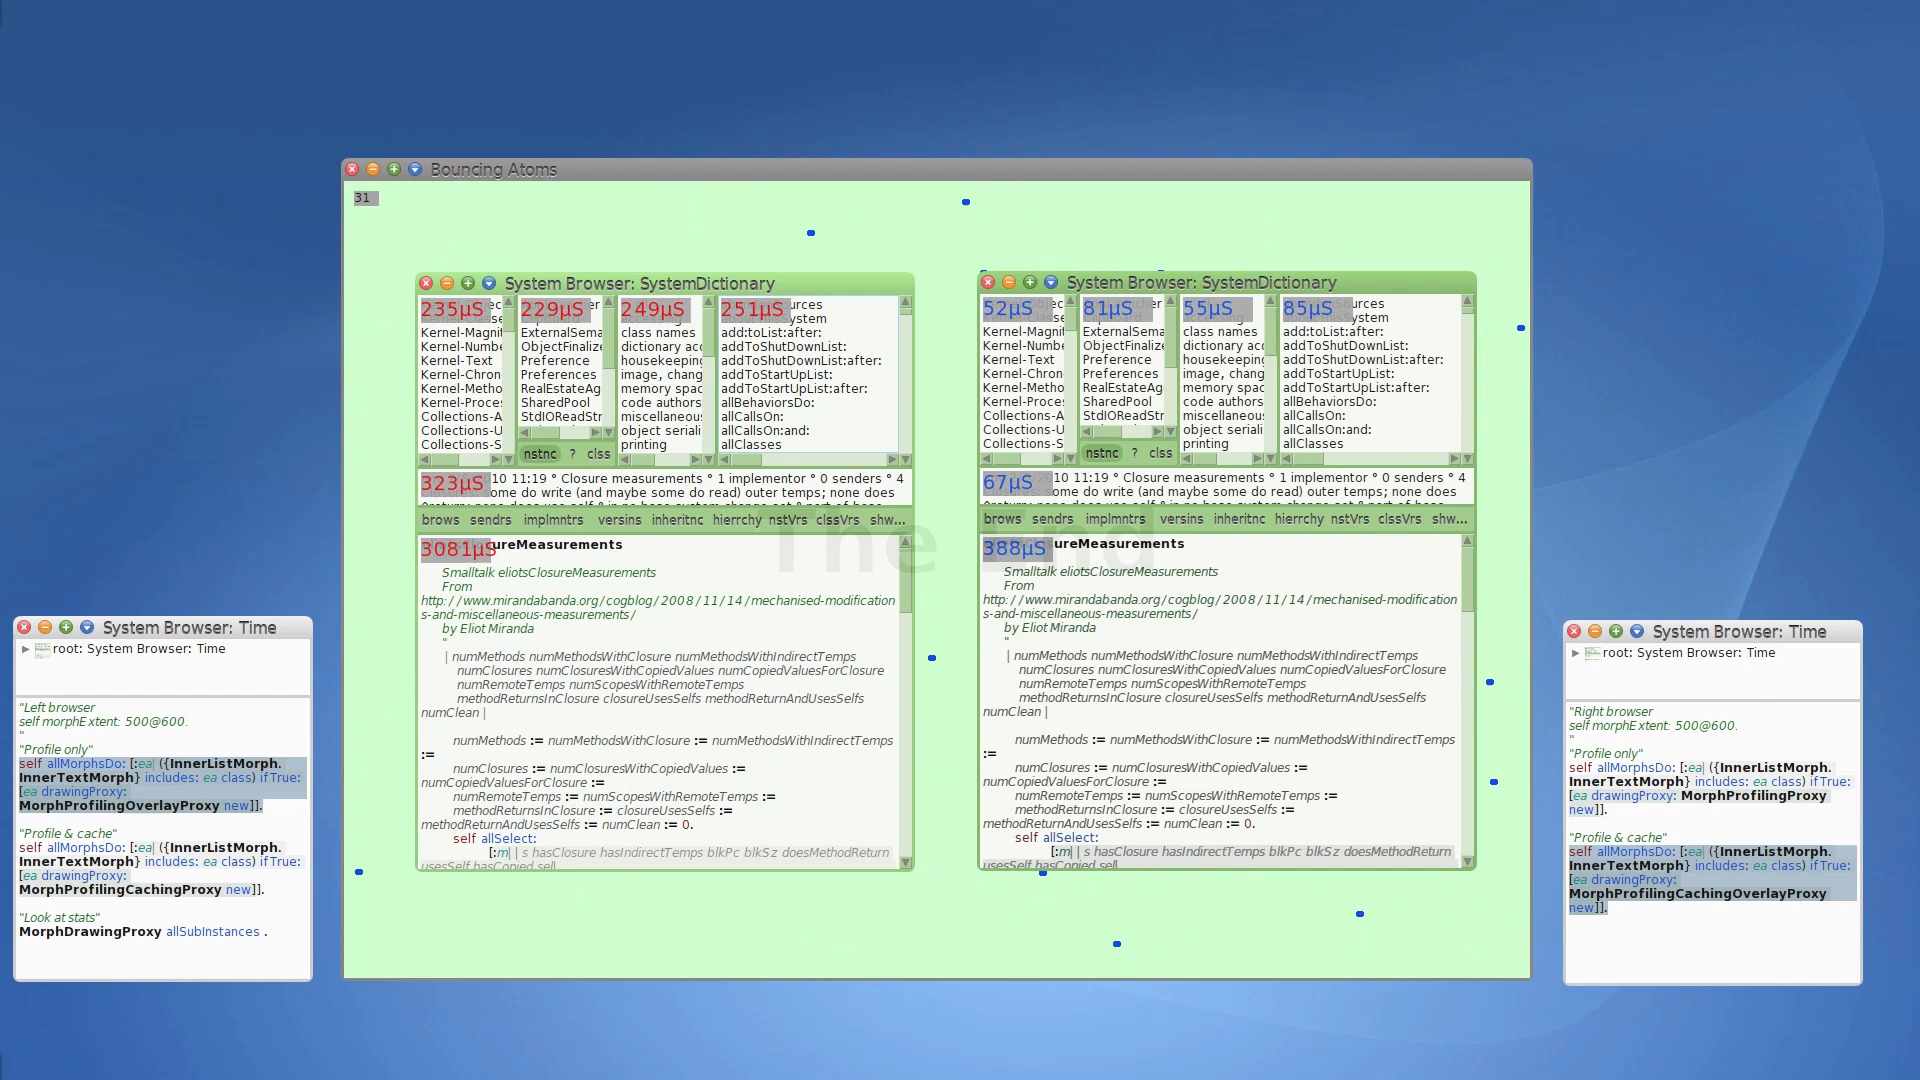 Bouncing Atoms
31
System Browser: SystemDictionary
235µS
229µS
249µS
251µS
Kernel-Magnit
Kernel-Numbe
Kernel-Text
Kernel-Chron
Kernel-Metho
Kernel-Proces
Collections-A
Collections-U
Collections-S
ExternalSema
ObjectFinalize
Preference
Preferences
RealEstateAg
SharedPool
StdIOReadStr
nstnc ? clss
class names
dictionary acc
housekeeping
image, chang
memory spac
code authors
miscellaneous
object seriali
printing
add:toList:after:
addToShutDownList:
addToShutDownList:after:
addToStartUpList:
addToStartUpList:after:
allBehaviorsDo:
allCallsOn:
allCallsOn:and:
allClasses
323µS
10 11:19 ° Closure measurements ° 1 implementor ° 0 senders ° 4
some do write (and maybe some do read) outer temps; none does
brows sendrs implmntrs versins inheritnc hierrchy nstVrs clssVrs shw...
3081µS
ureMeasurements
Smalltalk eliotsClosureMeasurements
From
http://www.mirandabanda.org/cogblog/2008/11/14/mechanised-modification
s-and-miscellaneous-measurements/
by Eliot Miranda
"
| numMethods numMethodsWithClosure numMethodsWithIndirectTemps
numClosures numClosuresWithCopiedValues numCopiedValuesForClosure
numRemoteTemps numScopesWithRemoteTemps
methodReturnsInClosure closureUsesSelfs methodReturnAndUsesSelfs
numClean |
numMethods := numMethodsWithClosure := numMethodsWithIndirectTemps
:=
numClosures := numClosuresWithCopiedValues :=
numCopiedValuesForClosure :=
numRemoteTemps := numScopesWithRemoteTemps :=
methodReturnsInClosure := closureUsesSelfs :=
methodReturnAndUsesSelfs := numClean := 0.
self allSelect:
[:m| | s hasClosure hasIndirectTemps blkPc blkSz doesMethodReturn
usesSelf hasCopied sel|
System Browser: SystemDictionary
52µS
81µS
55µS
85µS
Kernel-Magnit
Kernel-Numbe
Kernel-Text
Kernel-Chron
Kernel-Metho
Kernel-Proces
Collections-A
Collections-U
Collections-S
ExternalSema
ObjectFinalize
Preference
Preferences
RealEstateAg
SharedPool
StdIOReadStr
nstnc ? clss
class names
dictionary acc
housekeeping
image, chang
memory spac
code authors
miscellaneous
object seriali
printing
add:toList:after:
addToShutDownList:
addToShutDownList:after:
addToStartUpList:
addToStartUpList:after:
allBehaviorsDo:
allCallsOn:
allCallsOn:and:
allClasses
67µS
010 11:19 ° Closure measurements ° 1 implementor ° 0 senders ° 4
some do write (and maybe some do read) outer temps; none does
brows sendrs implmntrs versins inheritnc hierrchy nstVrs clssVrs shw...
388µS
ureMeasurements
Smalltalk eliotsClosureMeasurements
From
http://www.mirandabanda.org/cogblog/2008/11/14/mechanised-modification
s-and-miscellaneous-measurements/
by Eliot Miranda
"
| numMethods numMethodsWithClosure numMethodsWithIndirectTemps
numClosures numClosuresWithCopiedValues numCopiedValuesForClosure
numRemoteTemps numScopesWithRemoteTemps
methodReturnsInClosure closureUsesSelfs methodReturnAndUsesSelfs
numClean |
numMethods := numMethodsWithClosure := numMethodsWithIndirectTemps
:=
numClosures := numClosuresWithCopiedValues :=
numCopiedValuesForClosure :=
numRemoteTemps := numScopesWithRemoteTemps :=
methodReturnsInClosure := closureUsesSelfs :=
methodReturnAndUsesSelfs := numClean := 0.
self allSelect:
[:m| | s hasClosure hasIndirectTemps blkPc blkSz doesMethodReturn
usesSelf hasCopied sel|
The End
System Browser: Time
root: System Browser: Time
"Left browser
self morphExtent: 500@600.
"
"Profile only"
self allMorphsDo: [:ea| ({InnerListMorph.
InnerTextMorph} includes: ea class) ifTrue:
[ea drawingProxy:
MorphProfilingOverlayProxy new]].
"Profile & cache"
self allMorphsDo: [:ea| ({InnerListMorph.
InnerTextMorph} includes: ea class) ifTrue:
[ea drawingProxy:
MorphProfilingCachingProxy new]].
"Look at stats"
MorphDrawingProxy allSubInstances .
System Browser: Time
root: System Browser: Time
"Right browser
self morphExtent: 500@600.
"
"Profile only"
self allMorphsDo: [:ea| ({InnerListMorph.
InnerTextMorph} includes: ea class) ifTrue:
[ea drawingProxy: MorphProfilingProxy
new]].
"Profile & cache"
self allMorphsDo: [:ea| ({InnerListMorph.
InnerTextMorph} includes: ea class) ifTrue:
[ea drawingProxy:
MorphProfilingCachingOverlayProxy
new]].